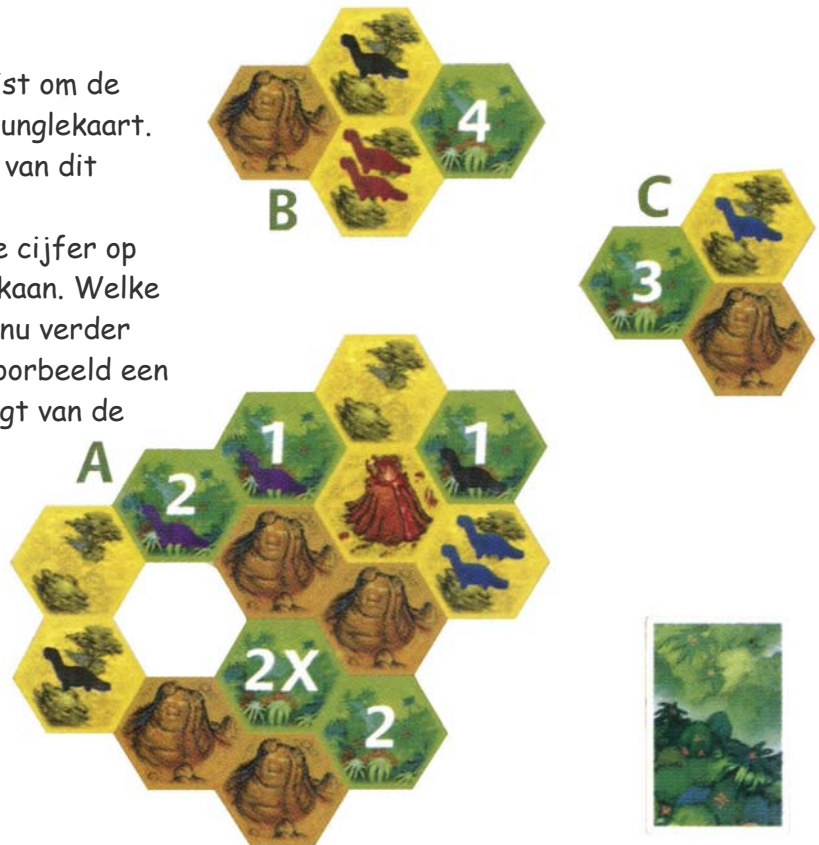 st om de
unglekaart.
van dit
e cijfer op
kaan. Welke
nu verder
oorbeeld een
gt van de
4
B
C
3
A
1
1
2
2X
2